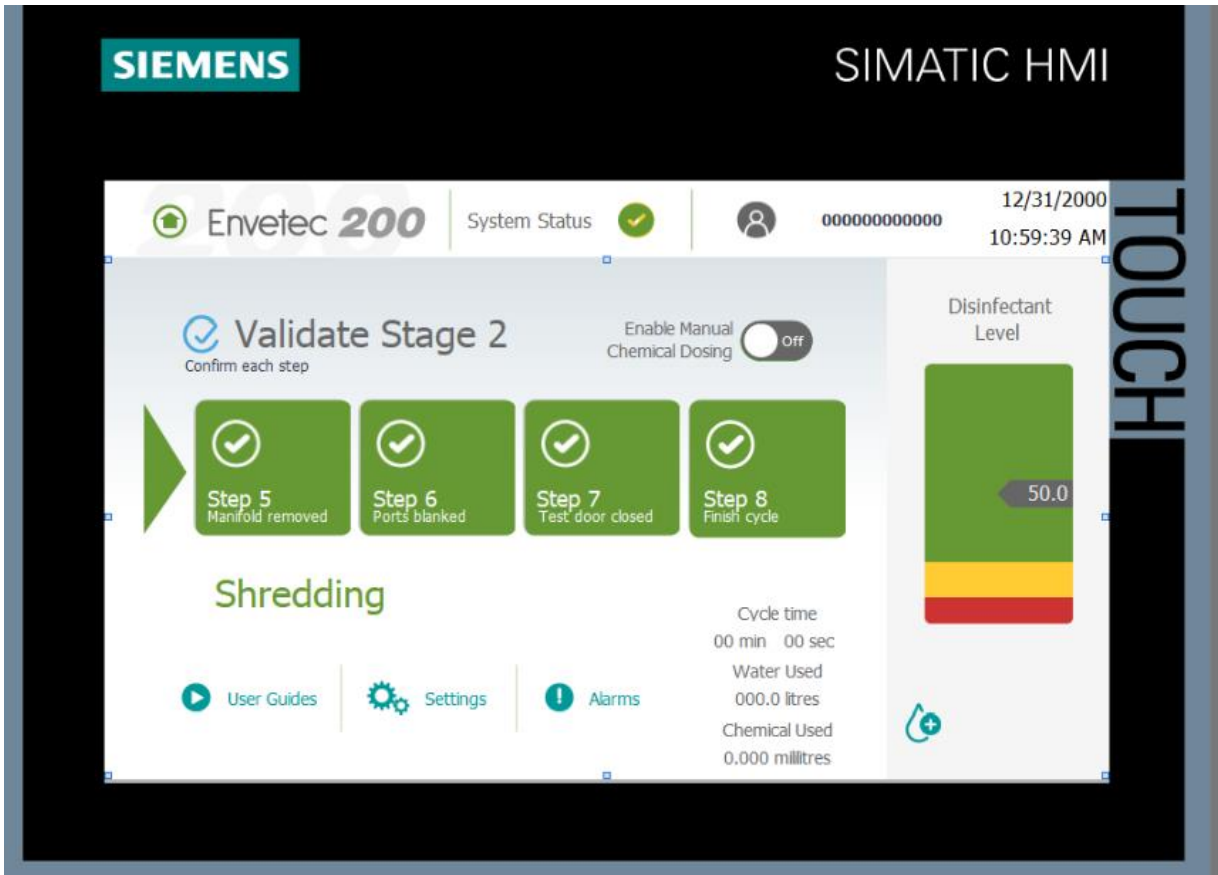 SIEMENS
SIMATIC HMI
TOUCH
200
Envetec 200
System Status
000000000000
12/31/2000
10:59:39 AM
Validate Stage 2
Confirm each step
Enable Manual
Chemical Dosing
Off
Disinfectant
Level
Step 5
Manifold removed
Step 6
Ports blanked
Step 7
Test door closed
Step 8
Finish cycle
50.0
Shredding
Cycle time
00 min 00 sec
Water Used
000.0 litres
Chemical Used
0.000 millitres
User Guides
Settings
Alarms